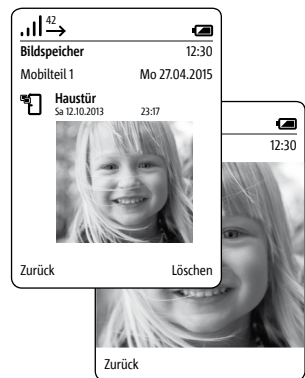 42
Bildspeicher 12:30
Mobilteil 1 Mo 27.04.2015
Haustür
Sa 12.10.2013 23:17
Zurück Löschen
12:30
Zurück